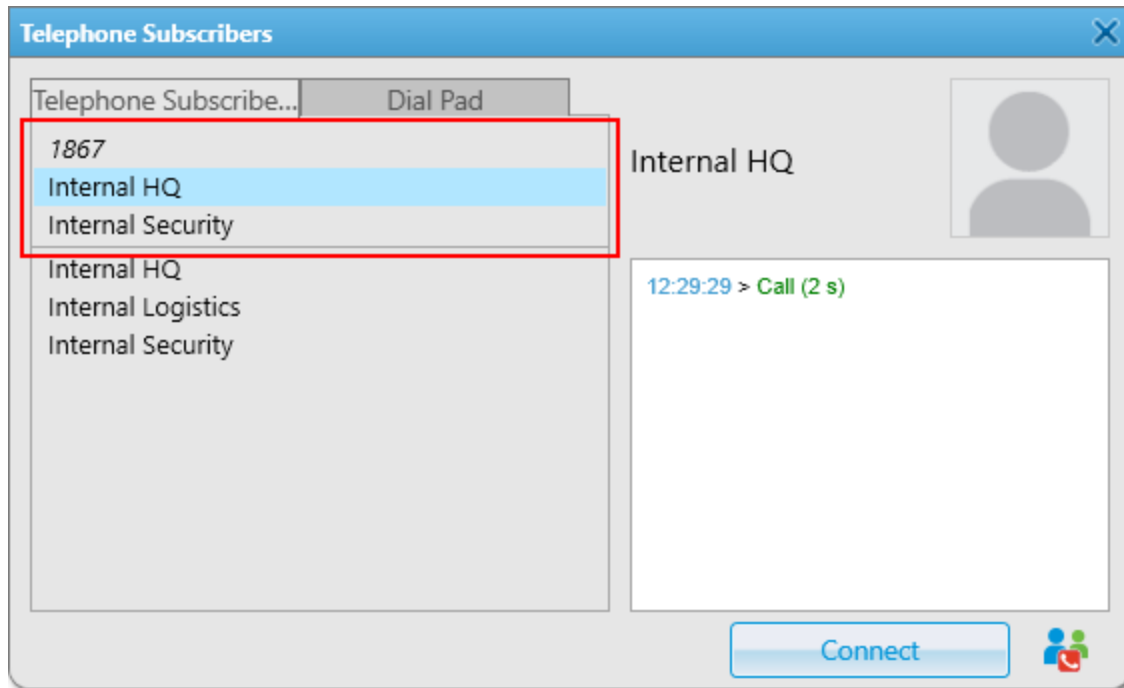 Telephone Subscribers
Telephone Subscribe...
Dial Pad
1867
Internal HQ
Internal Security
Internal HQ
Internal Logistics
Internal Security
Internal HQ
12:29:29 > Call (2 s)
Connect